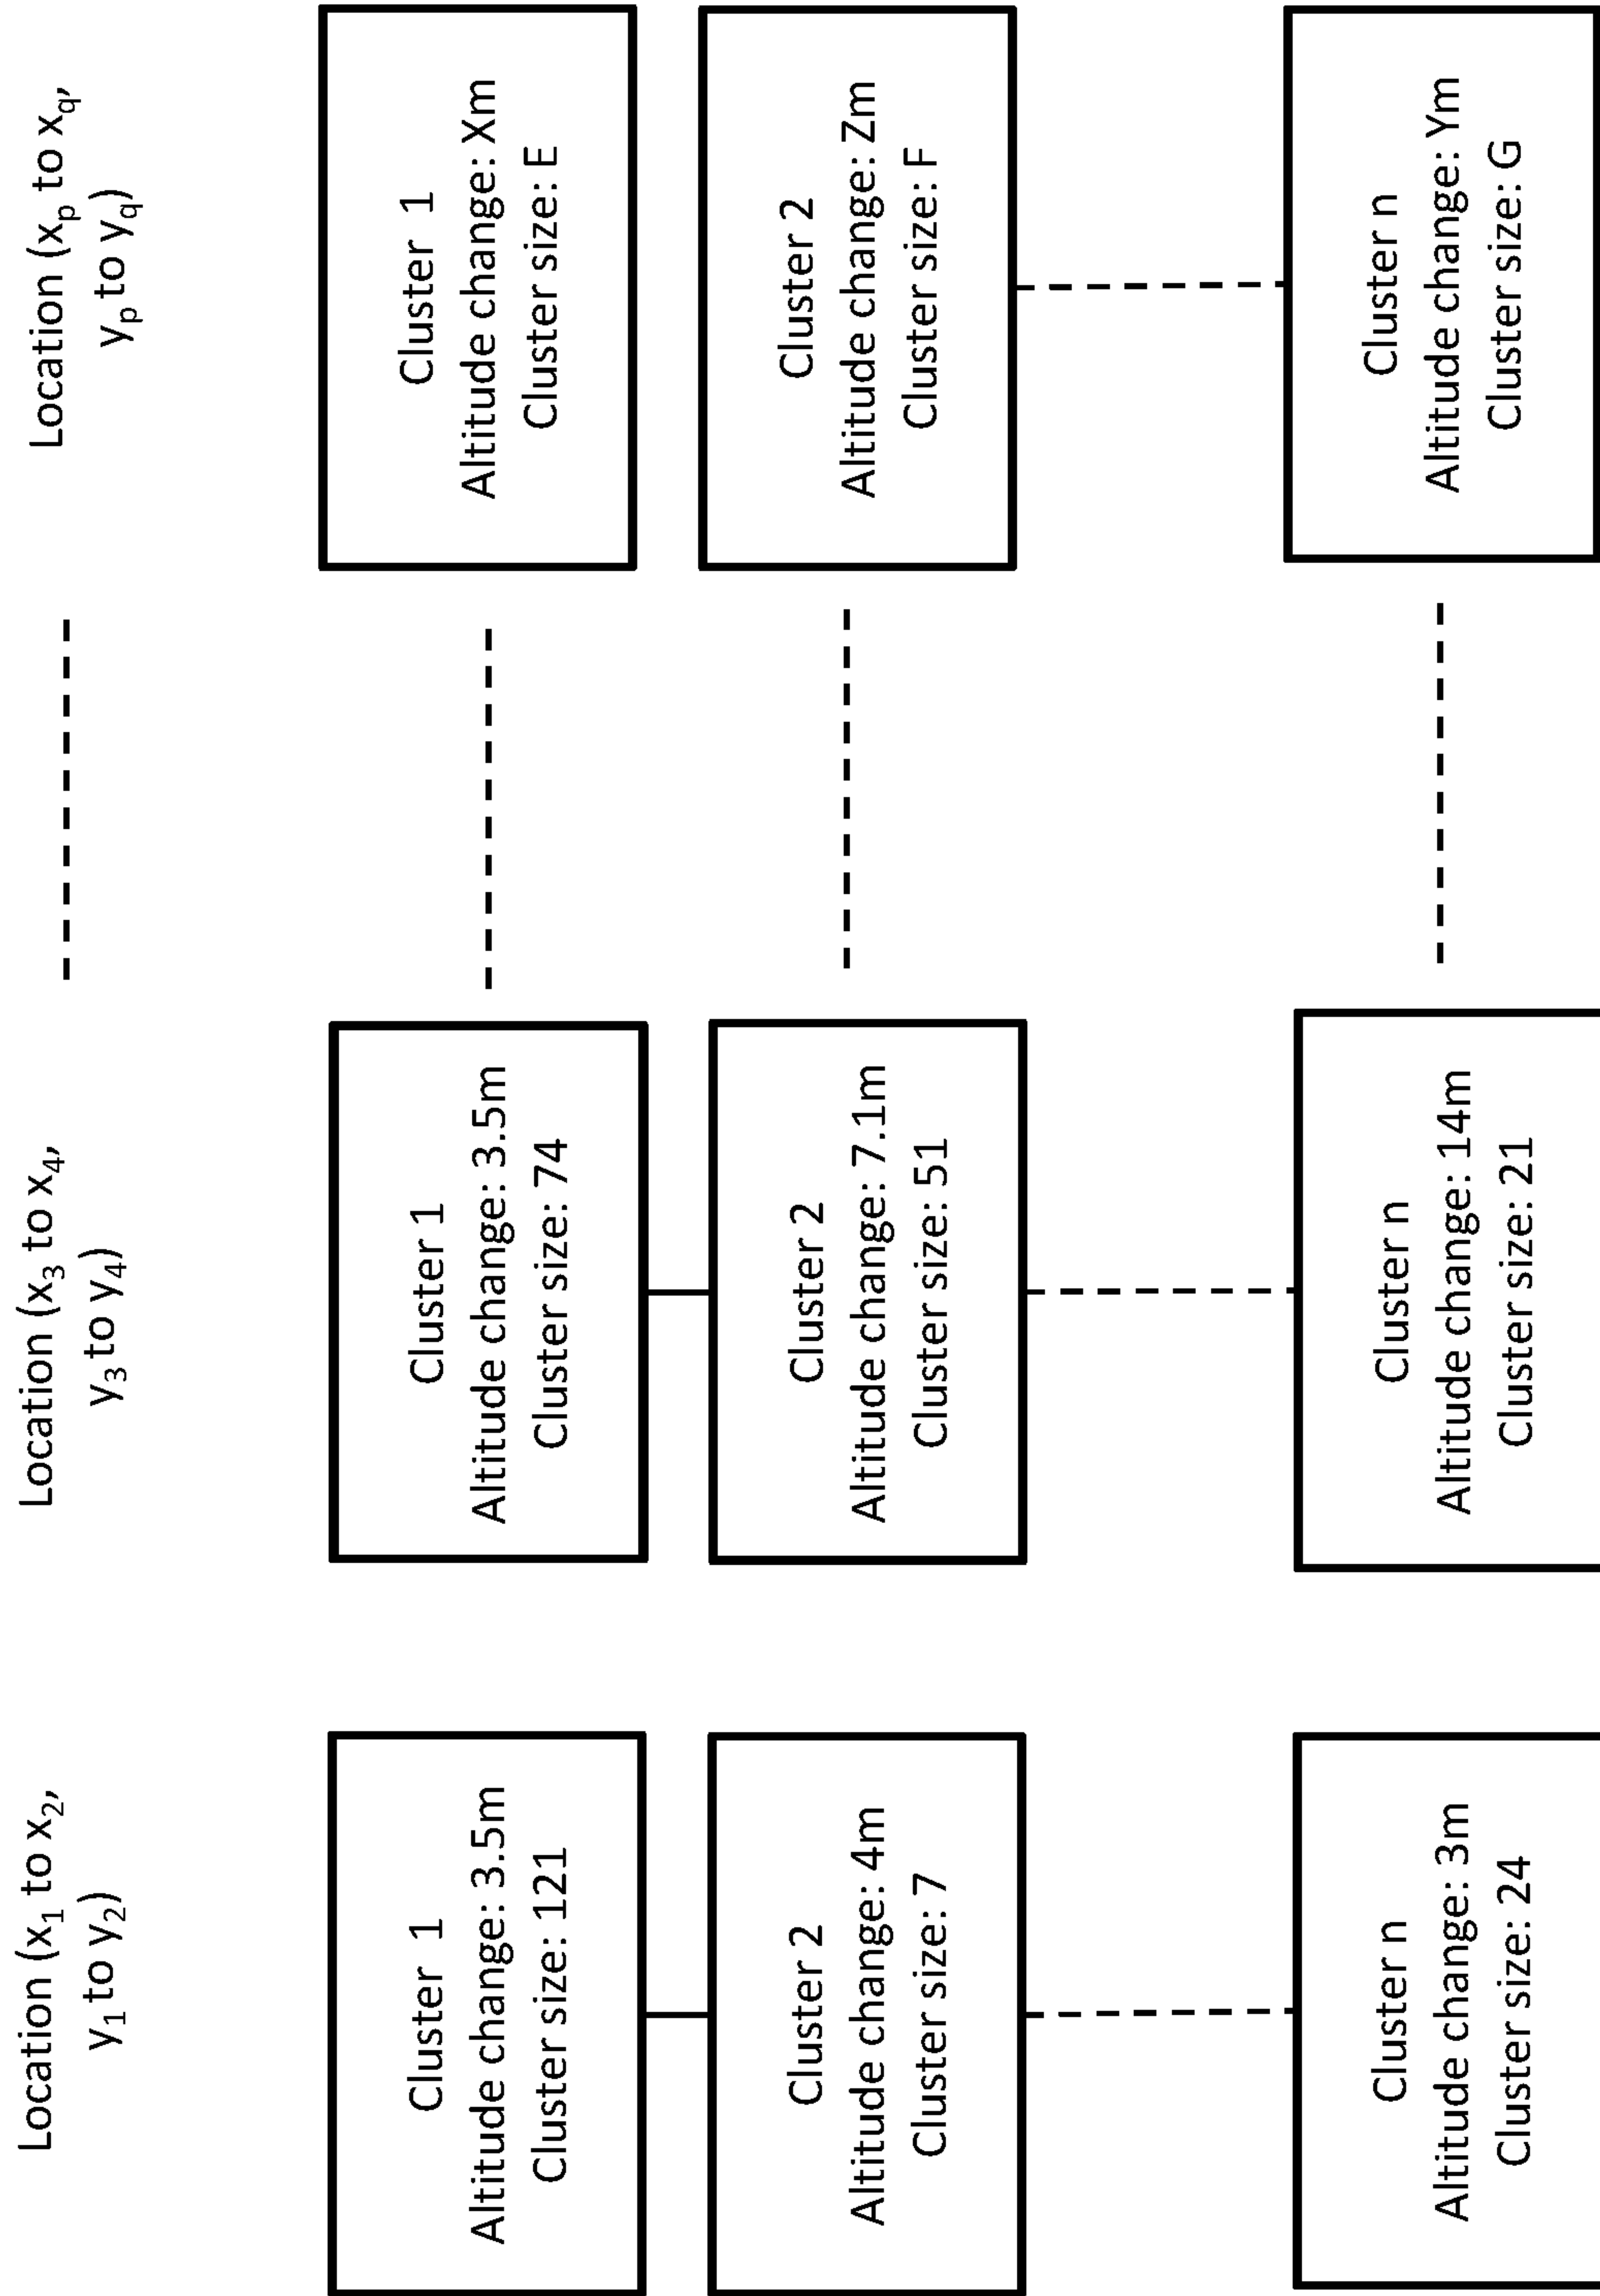 Location (x₁ to x₂,
y₁ to y₂)
Cluster 1
Altitude change: 3.5m
Cluster size: 121
Cluster 2
Altitude change: 4m
Cluster size: 7
Cluster n
Altitude change: 3m
Cluster size: 24
Location (x₃ to x₄,
y₃ to y₄)
Cluster 1
Altitude change: 3.5m
Cluster size: 74
Cluster 2
Altitude change: 7.1m
Cluster size: 51
Cluster n
Altitude change: 14m
Cluster size: 21
Location (xₚ to x_q,
yₚ to y_q)
Cluster 1
Altitude change: Xm
Cluster size: E
Cluster 2
Altitude change: Zm
Cluster size: F
Cluster n
Altitude change: Ym
Cluster size: G